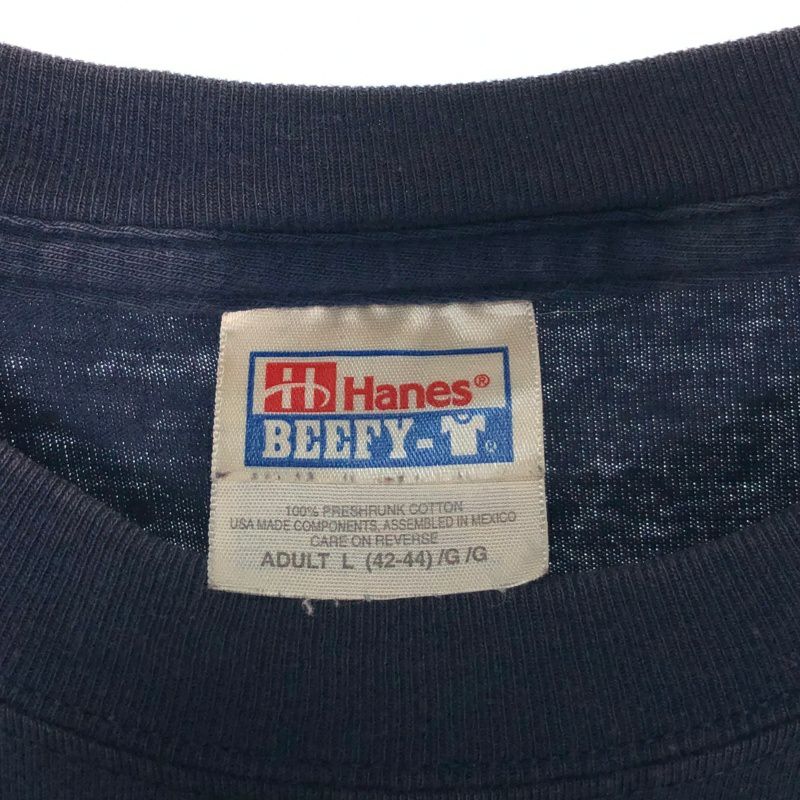 H Hanes®
BEEFY-T®
100% PRESHRUNK COTTON
USA MADE COMPONENTS, ASSEMBLED IN MEXICO
CARE ON REVERSE
ADULT L (42-44) /G /G